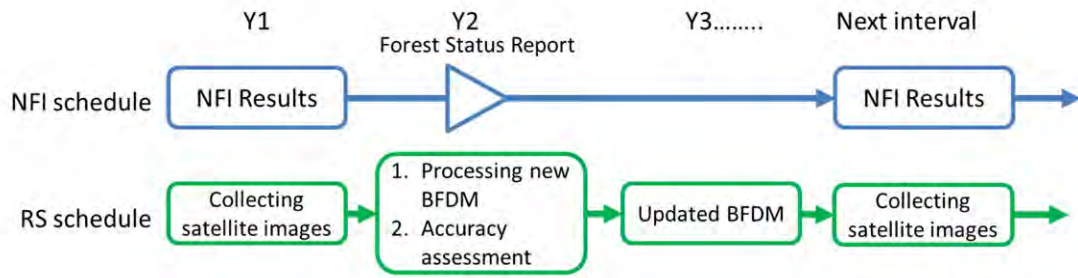 Y1 Y2 Y3........ Next interval
Forest Status Report
NFI schedule NFI Results NFI Results
RS schedule
Collecting
satellite images
1. Processing new
BFDM
2. Accuracy
assessment
Updated BFDM
Collecting
satellite images